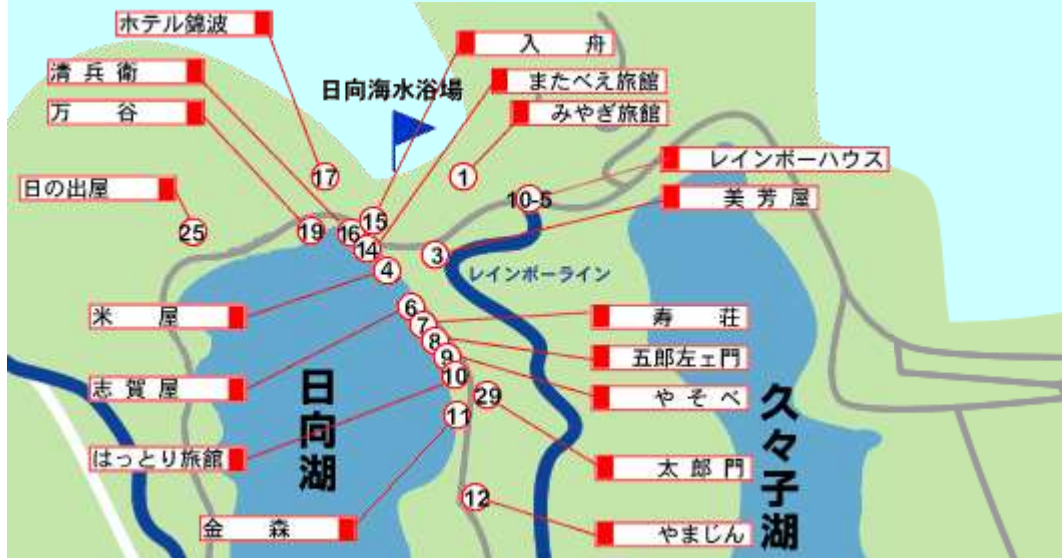 ホテル錦波
入舟
清兵衛
またべえ旅館
日向海水浴場
万谷
みやぎ旅館
レインボーハウス
17
1
日の出屋
10-5
美芳屋
15
25
19
16
14
3
4
レインボーライン
米屋
6
寿荘
7
8
五郎左ェ門
9
志賀屋
10
29
やそべ
日向湖
久々子湖
11
はっとり旅館
太郎門
12
金森
やまじん